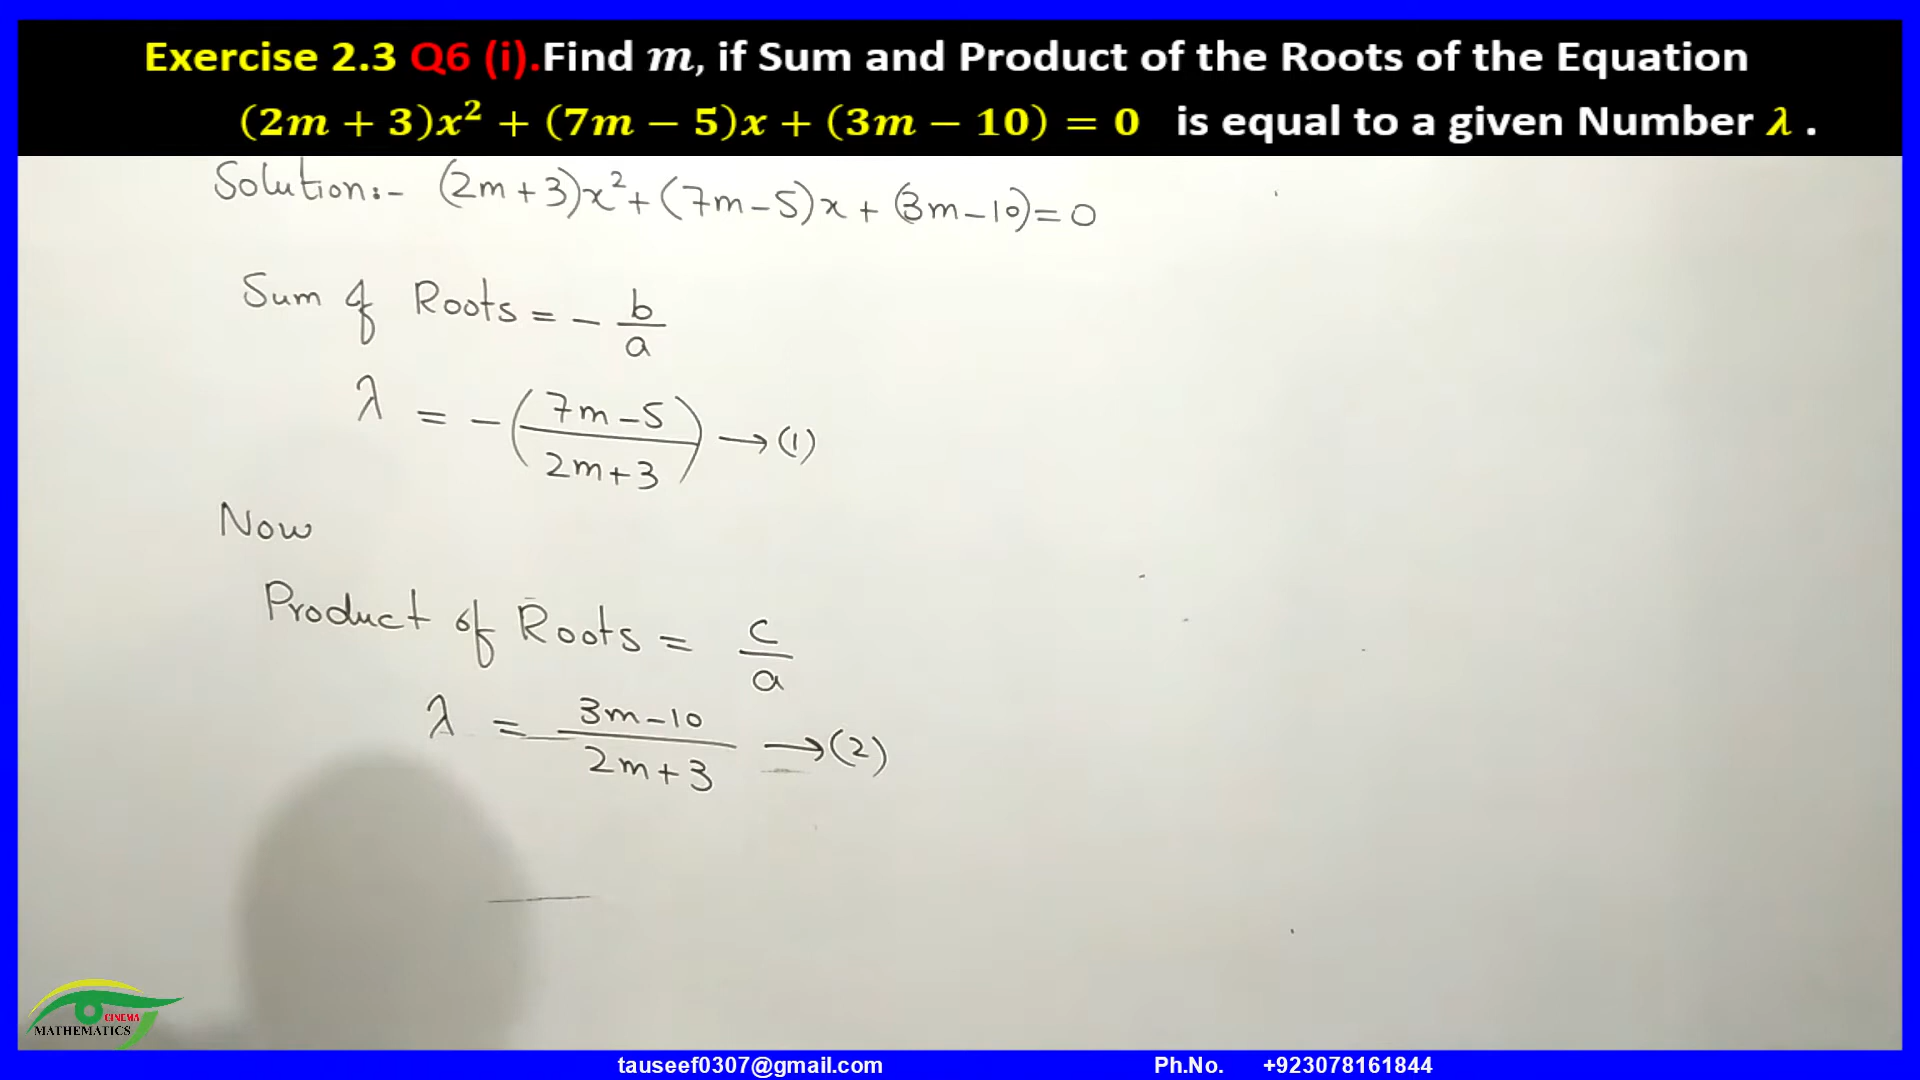 Exercise 2.3 Q6 (i).Find m, if Sum and Product of the Roots of the Equation
(2m + 3)x² + (7m − 5)x + (3m − 10) = 0 is equal to a given Number λ .
Solution:- (2m+3)x²+(7m-5)x+(3m-10)=0
Sum of Roots = - b/a
λ = -(7m-5/2m+3) → (1)
Now
Product of Roots = c/a
λ = 3m-10/2m+3 → (2)
CINEMA
MATHEMATICS
tauseef0307@gmail.com Ph.No. +923078161844